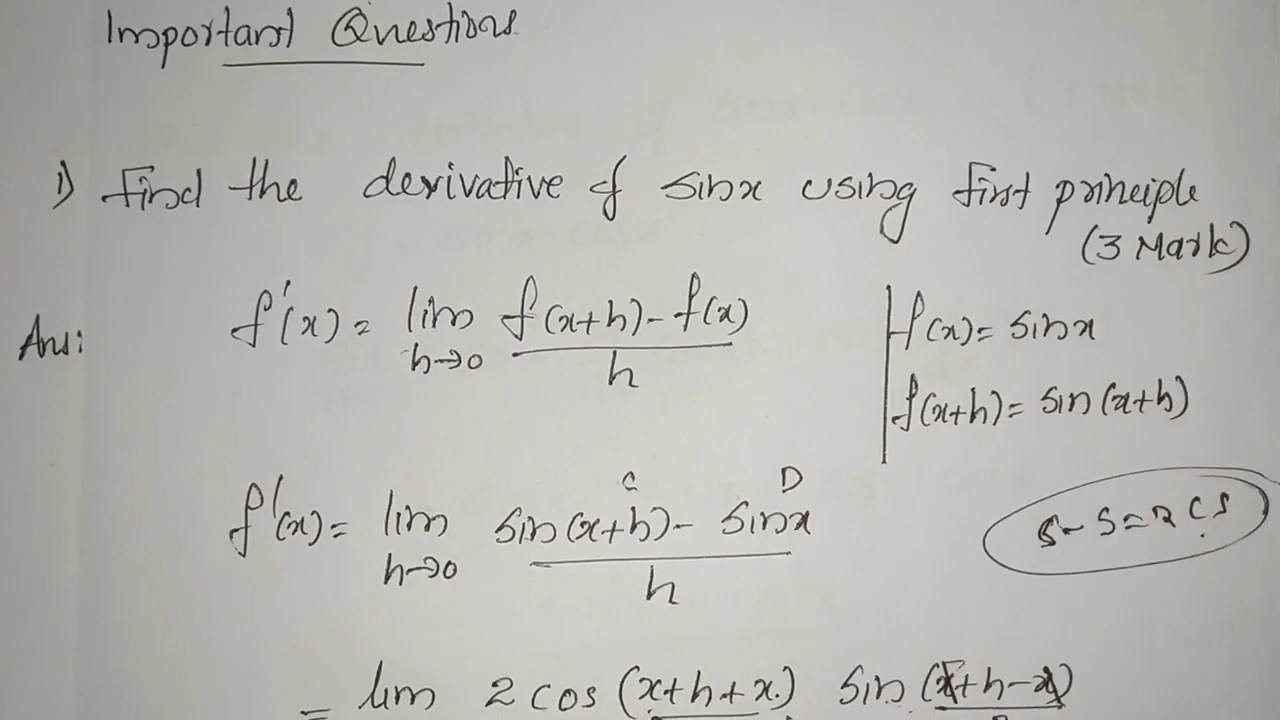 Important Questions
1) Find the derivative of sinx using first principle
(3 Mark)
Ans: f'(x) = lim h→0 f(x+h) - f(x) / h
f(x) = sinx
f(x+h) = sin(x+h)
C D
f'(x) = lim h→0 sin(x+h) - sinx / h
S - S = 2 C S
= lim 2 cos (x+h+x) sin (x+h-x)